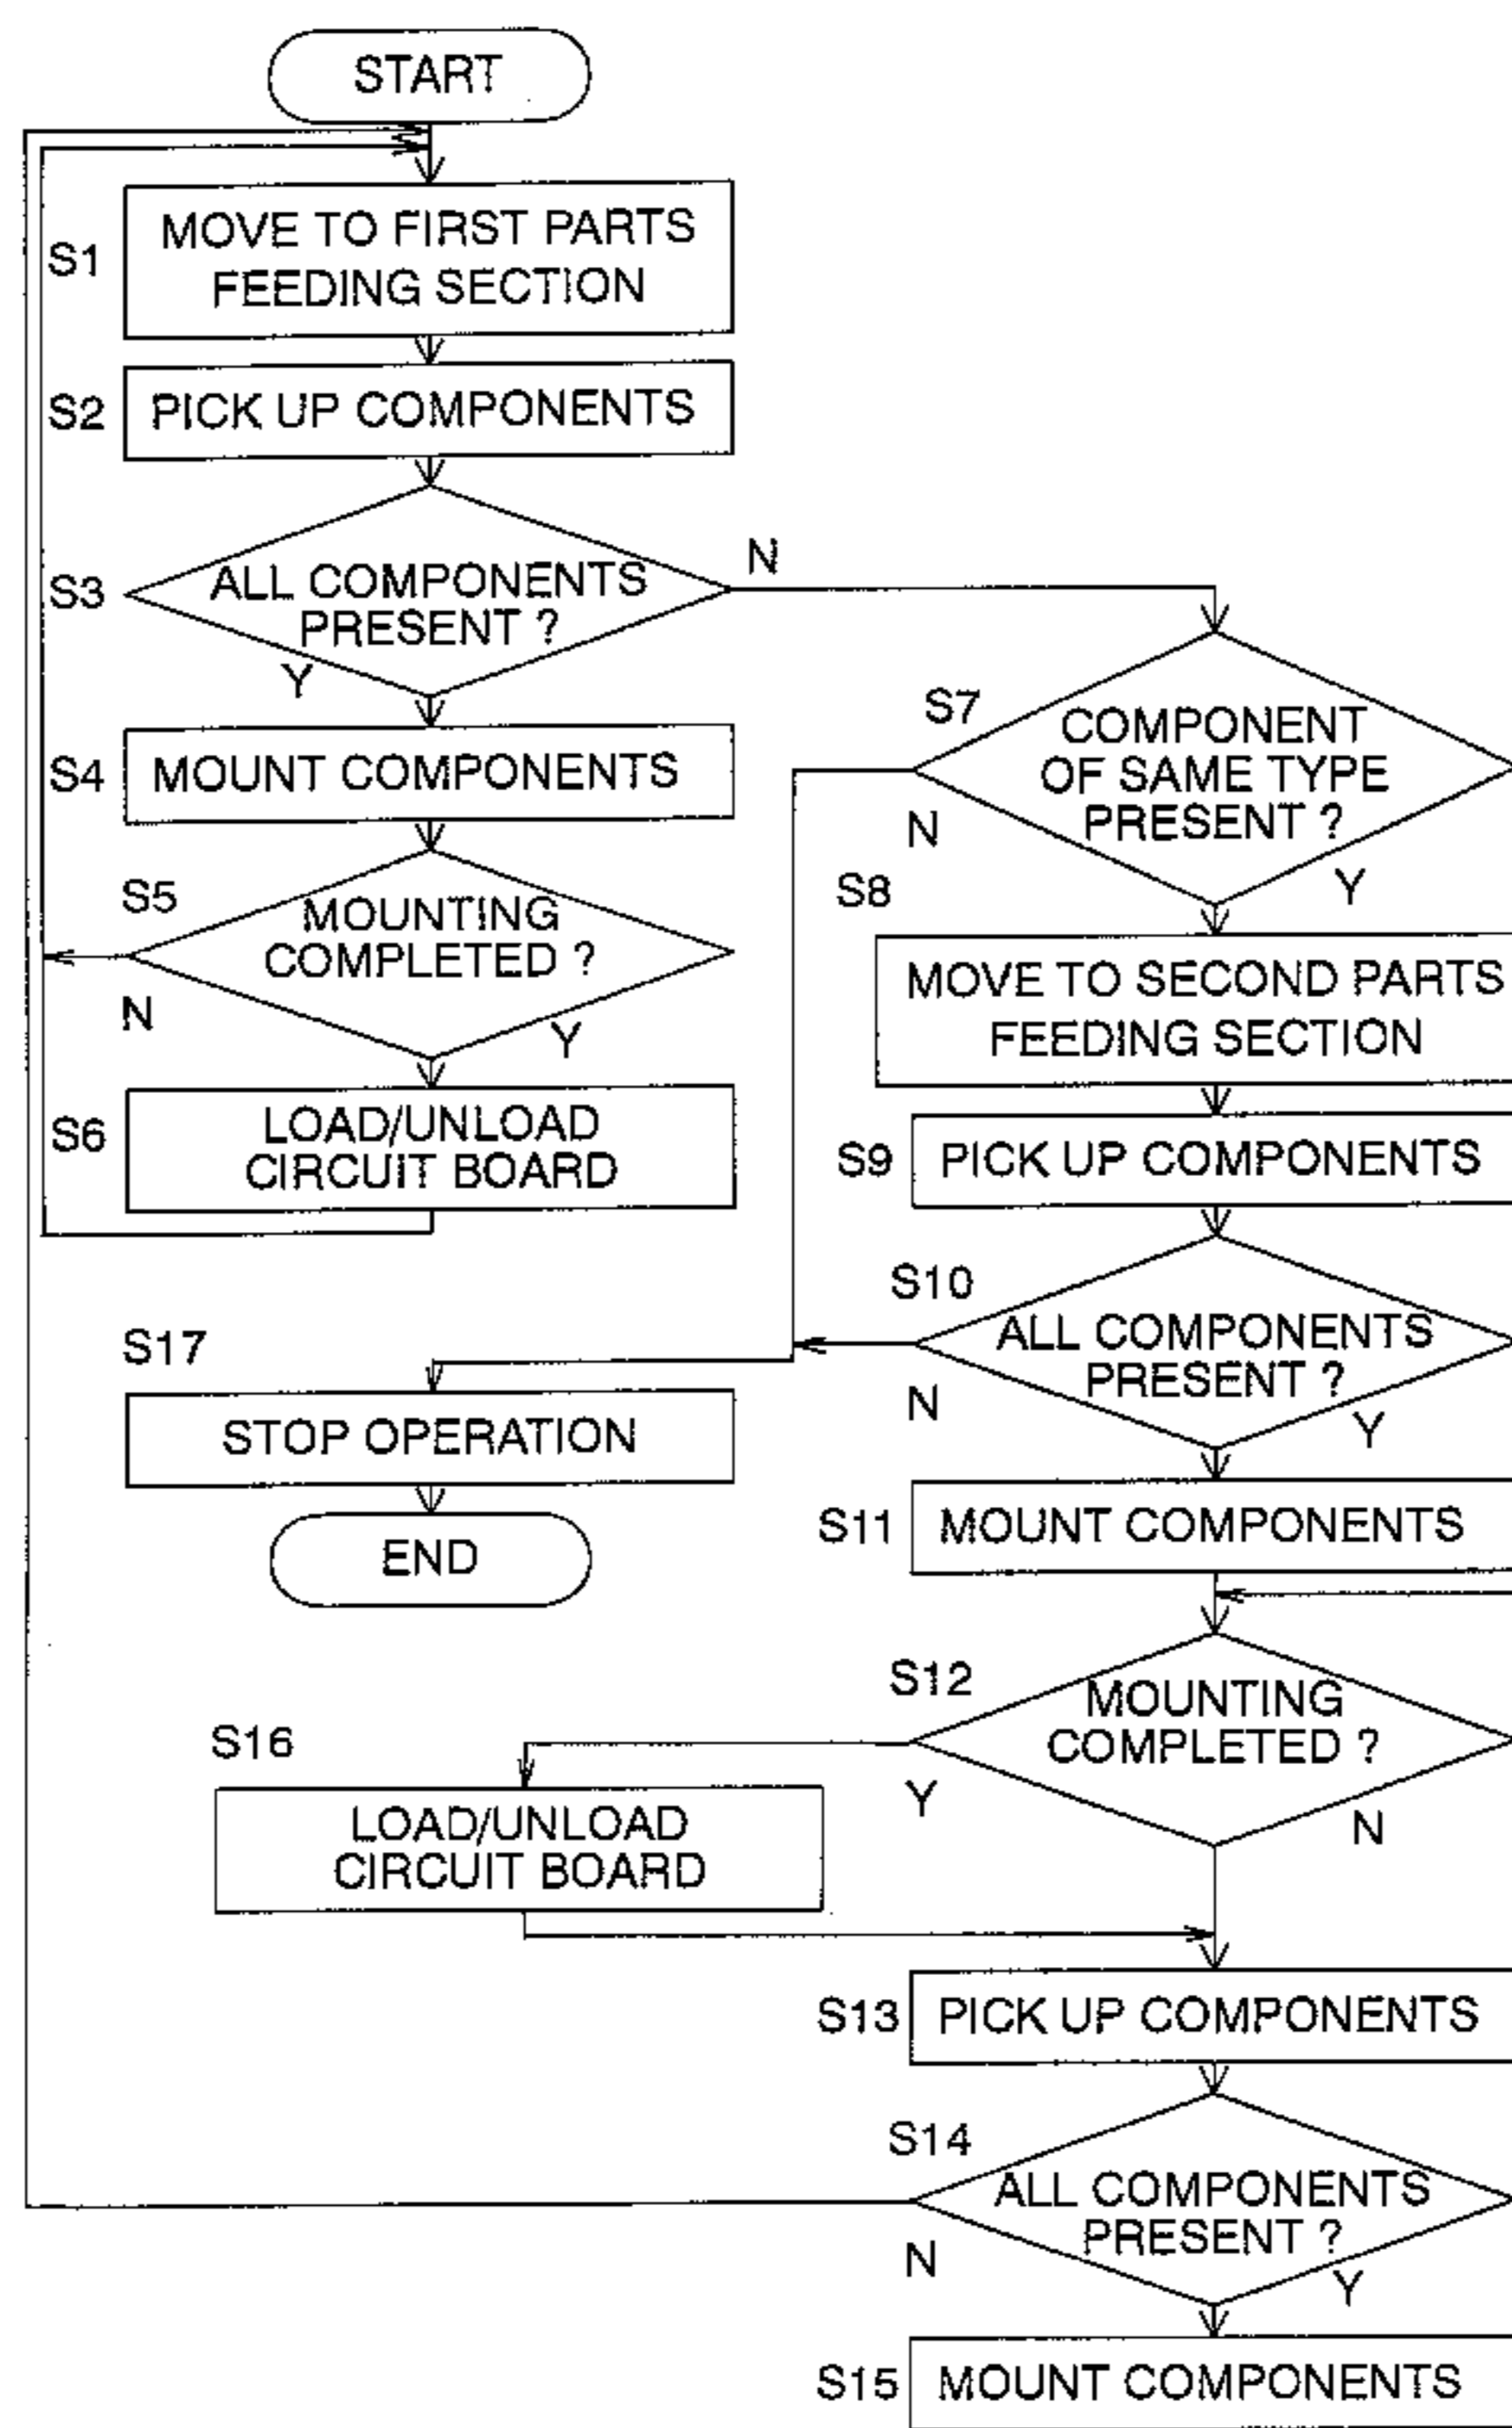 START
S1
MOVE TO FIRST PARTS
FEEDING SECTION
S2
PICK UP COMPONENTS
S3
ALL COMPONENTS
PRESENT ?
N
Y
S4
MOUNT COMPONENTS
S5
MOUNTING
COMPLETED ?
N
Y
S6
LOAD/UNLOAD
CIRCUIT BOARD
S7
COMPONENT
OF SAME TYPE
PRESENT ?
N
Y
S8
MOVE TO SECOND PARTS
FEEDING SECTION
S9
PICK UP COMPONENTS
S10
ALL COMPONENTS
PRESENT ?
N
Y
S17
STOP OPERATION
END
S11
MOUNT COMPONENTS
S12
MOUNTING
COMPLETED ?
Y
N
S16
LOAD/UNLOAD
CIRCUIT BOARD
S13
PICK UP COMPONENTS
S14
ALL COMPONENTS
PRESENT ?
N
Y
S15
MOUNT COMPONENTS